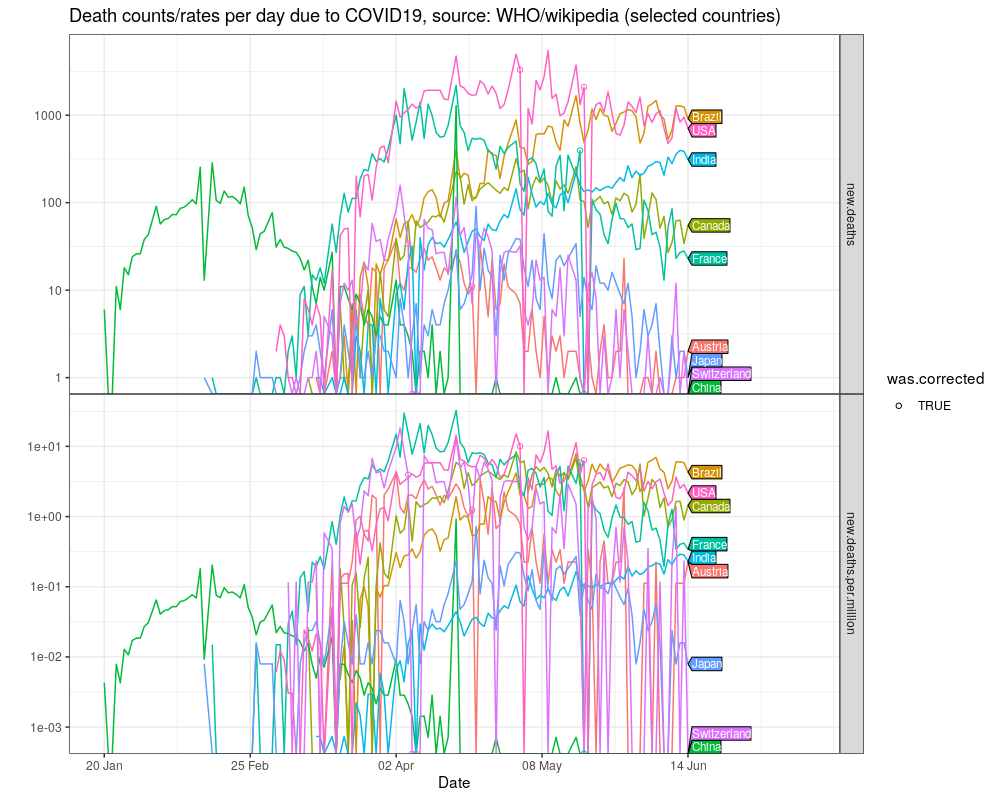 Death counts/rates per day due to COVID19, source: WHO/wikipedia (selected countries)
1000
100
10
1
Brazil
USA
India
Canada
France
Austria
Japan
Switzerland
China
new.deaths
1e+01
1e+00
1e-01
1e-02
1e-03
Brazil
USA
Canada
France
India
Austria
Japan
Switzerland
China
new.deaths.per.million
20 Jan
25 Feb
02 Apr
08 May
14 Jun
Date
was.corrected
TRUE